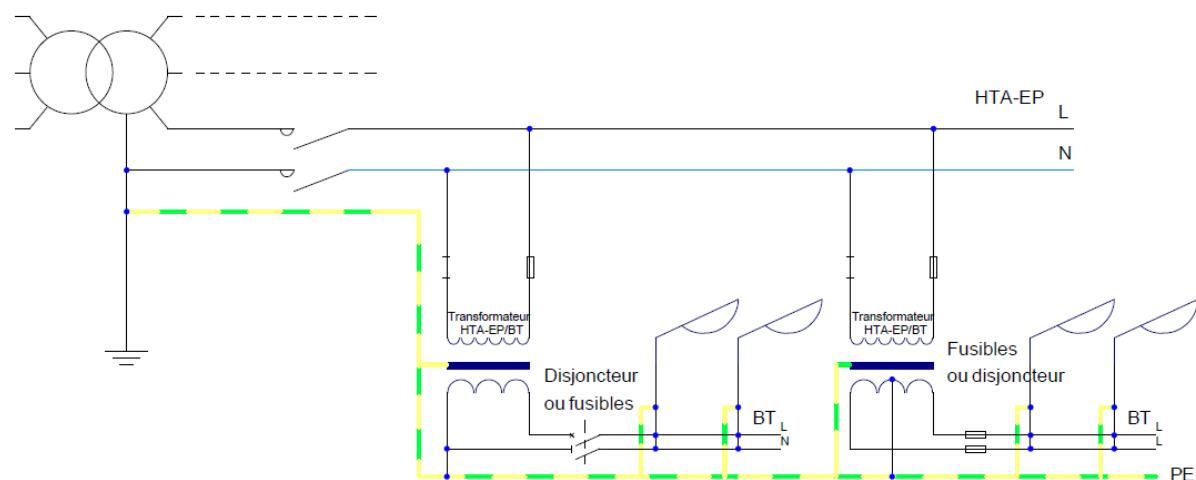 HTA-EP
L
N
Transformateur
HTA-EP/BT
Transformateur
HTA-EP/BT
Disjoncteur
ou fusibles
Fusibles
ou disjoncteur
BT L
N
BT L
L
PE